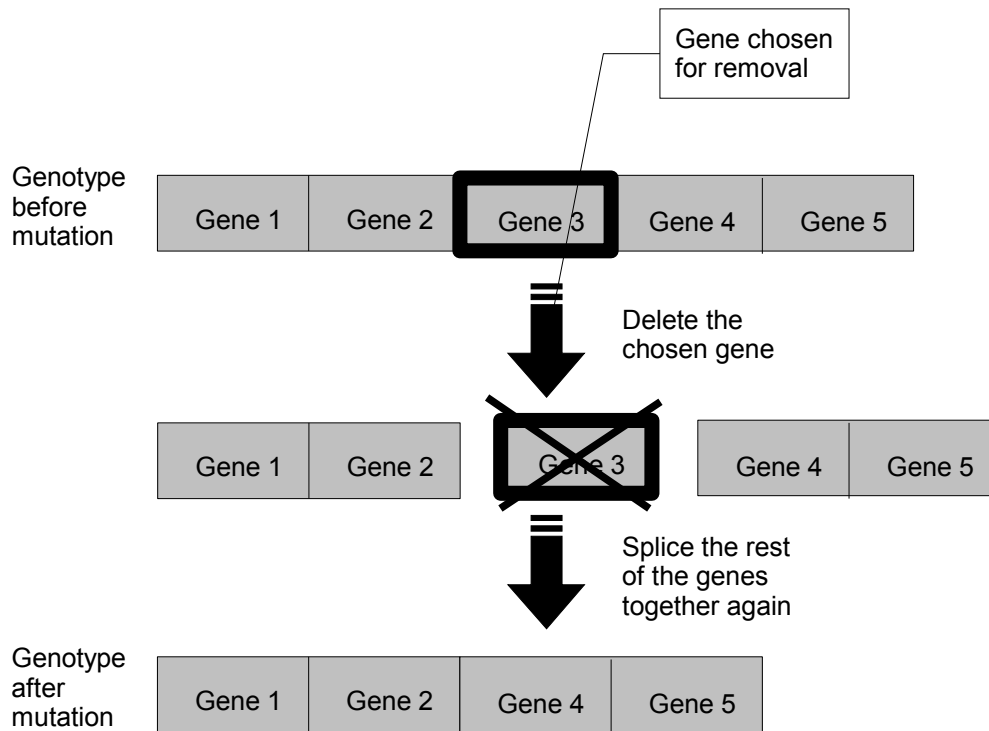 Gene chosen
for removal
Genotype
before
mutation
Gene 1
Gene 2
Gene 3
Gene 4
Gene 5
Delete the
chosen gene
Gene 1
Gene 2
Gene 3
Gene 4
Gene 5
Splice the rest
of the genes
together again
Genotype
after
mutation
Gene 1
Gene 2
Gene 4
Gene 5